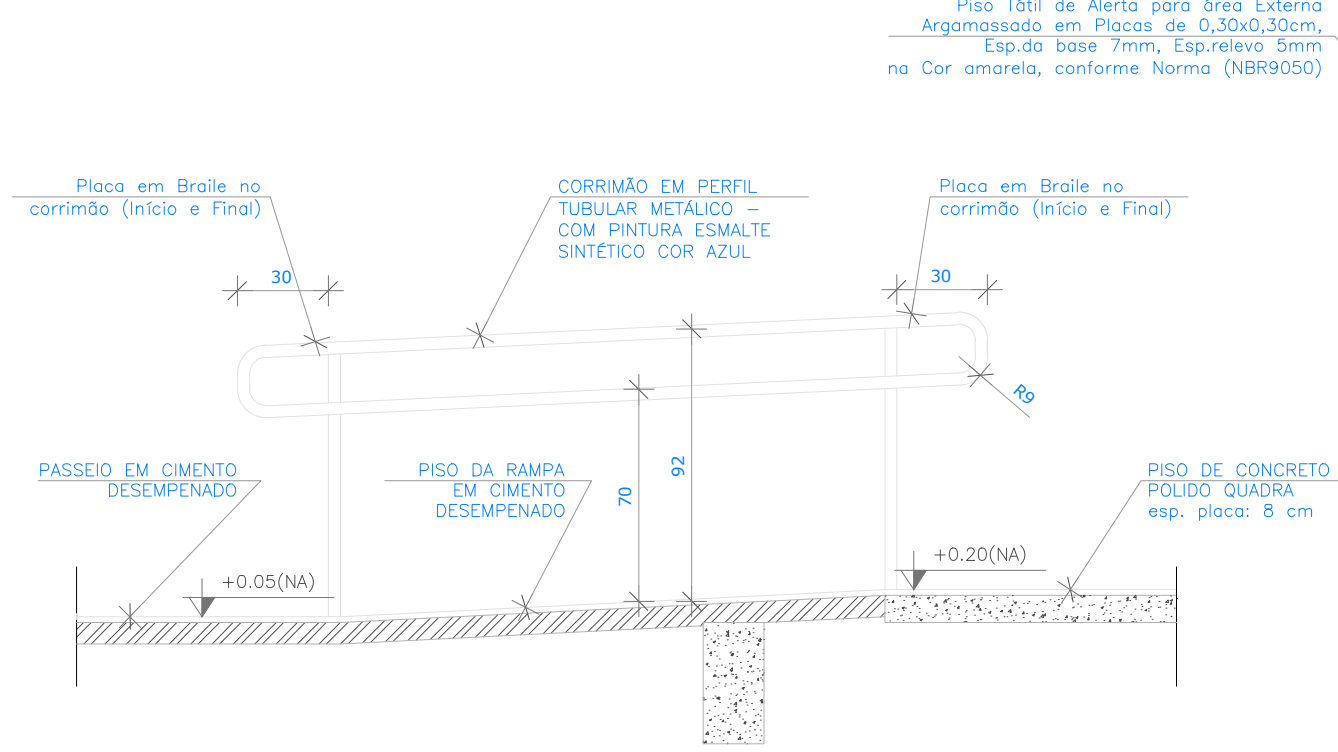 Piso Tátil de Alerta para área Externa
Argamassado em Placas de 0,30x0,30cm,
Esp.da base 7mm, Esp.relevo 5mm
na Cor amarela, conforme Norma (NBR9050)
Placa em Braile no
corrimão (Início e Final)
CORRIMÃO EM PERFIL
TUBULAR METÁLICO –
COM PINTURA ESMALTE
SINTÉTICO COR AZUL
Placa em Braile no
corrimão (Início e Final)
30
30
R9
92
70
PASSEIO EM CIMENTO
DESEMPENADO
PISO DA RAMPA
EM CIMENTO
DESEMPENADO
PISO DE CONCRETO
POLIDO QUADRA
esp. placa: 8 cm
+0.05(NA)
+0.20(NA)